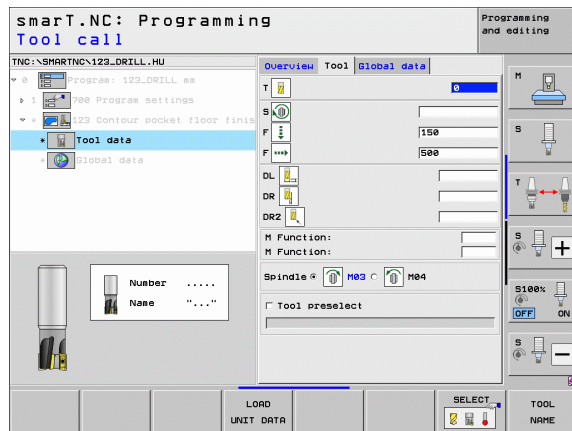 smarT.NC: Programming
Tool call
Programming
and editing
TNC:\SMARTNC\123_DRILL.HU
0 Program: 123_DRILL mm
1 700 Program settings
* 123 Contour pocket floor finis
* Tool data
* Global data
Overview Tool Global data
T 0
S
F 150
F 500
DL
DR
DR2
M Function:
M Function:
Spindle M03 M04
Tool preselect
Number .....
Name "..."
M
S
T
S
S100%
OFF ON
S
LOAD
UNIT DATA
SELECT
TOOL
NAME